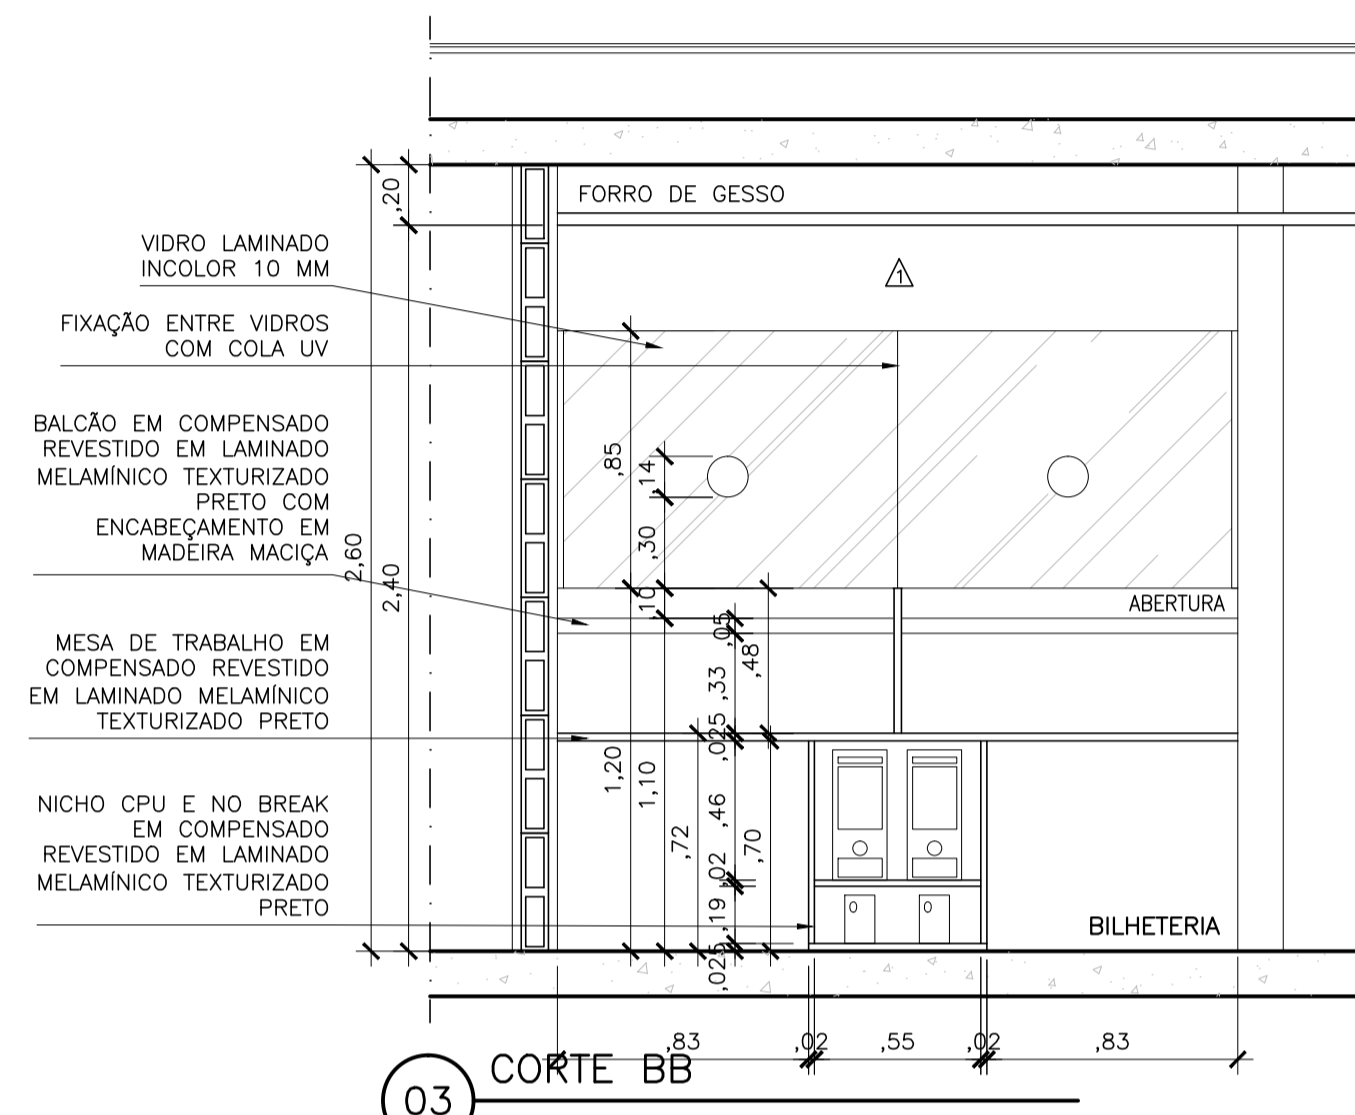 ,20
FORRO DE GESSO
VIDRO LAMINADO
INCOLOR 10 MM
1
FIXAÇÃO ENTRE VIDROS
COM COLA UV
BALCÃO EM COMPENSADO
REVESTIDO EM LAMINADO
MELAMÍNICO TEXTURIZADO
PRETO COM
ENCABEÇAMENTO EM
MADEIRA MACIÇA
2,60
2,40
,85
,14
,30
,10
,05
,48
,33
,025
ABERTURA
MESA DE TRABALHO EM
COMPENSADO REVESTIDO
EM LAMINADO MELAMÍNICO
TEXTURIZADO PRETO
1,20
1,10
,72
,46
,70
,02
,19
,025
NICHO CPU E NO BREAK
EM COMPENSADO
REVESTIDO EM LAMINADO
MELAMÍNICO TEXTURIZADO
PRETO
BILHETERIA
,83 ,02 ,55 ,02 ,83
03
CORTE BB